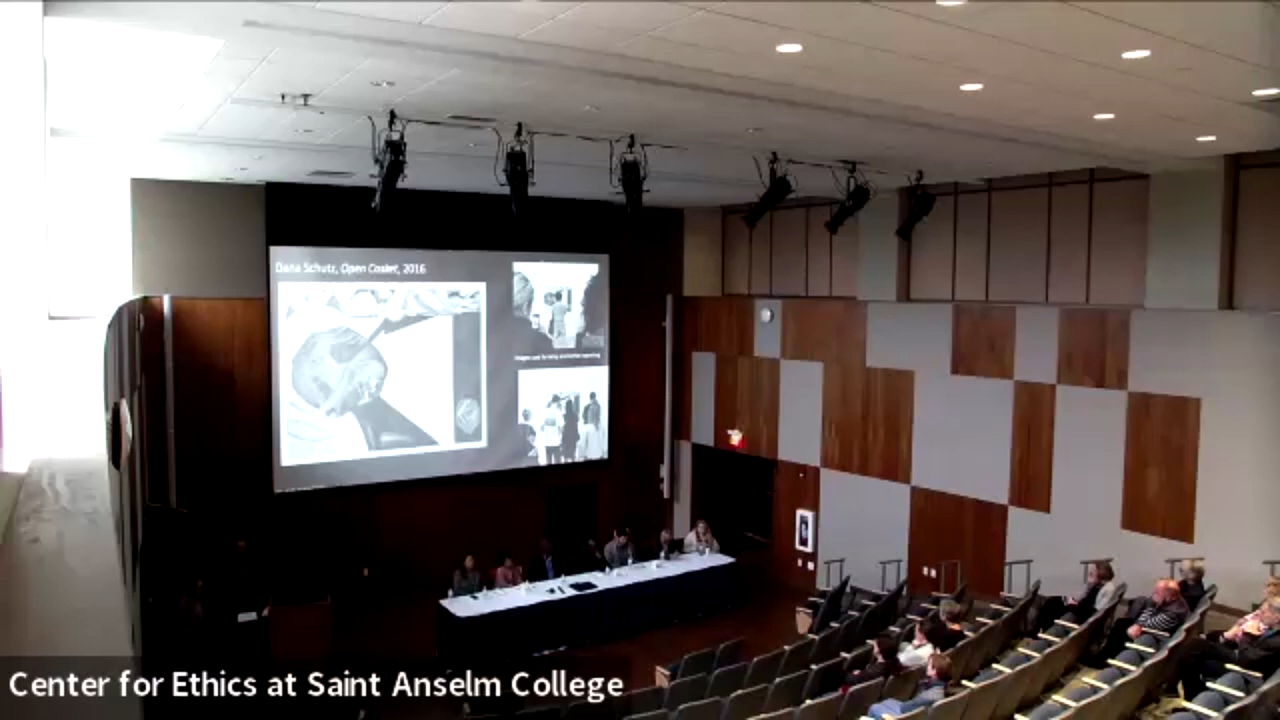 Dana Schutz, Open Casket, 2016
Center for Ethics at Saint Anselm College